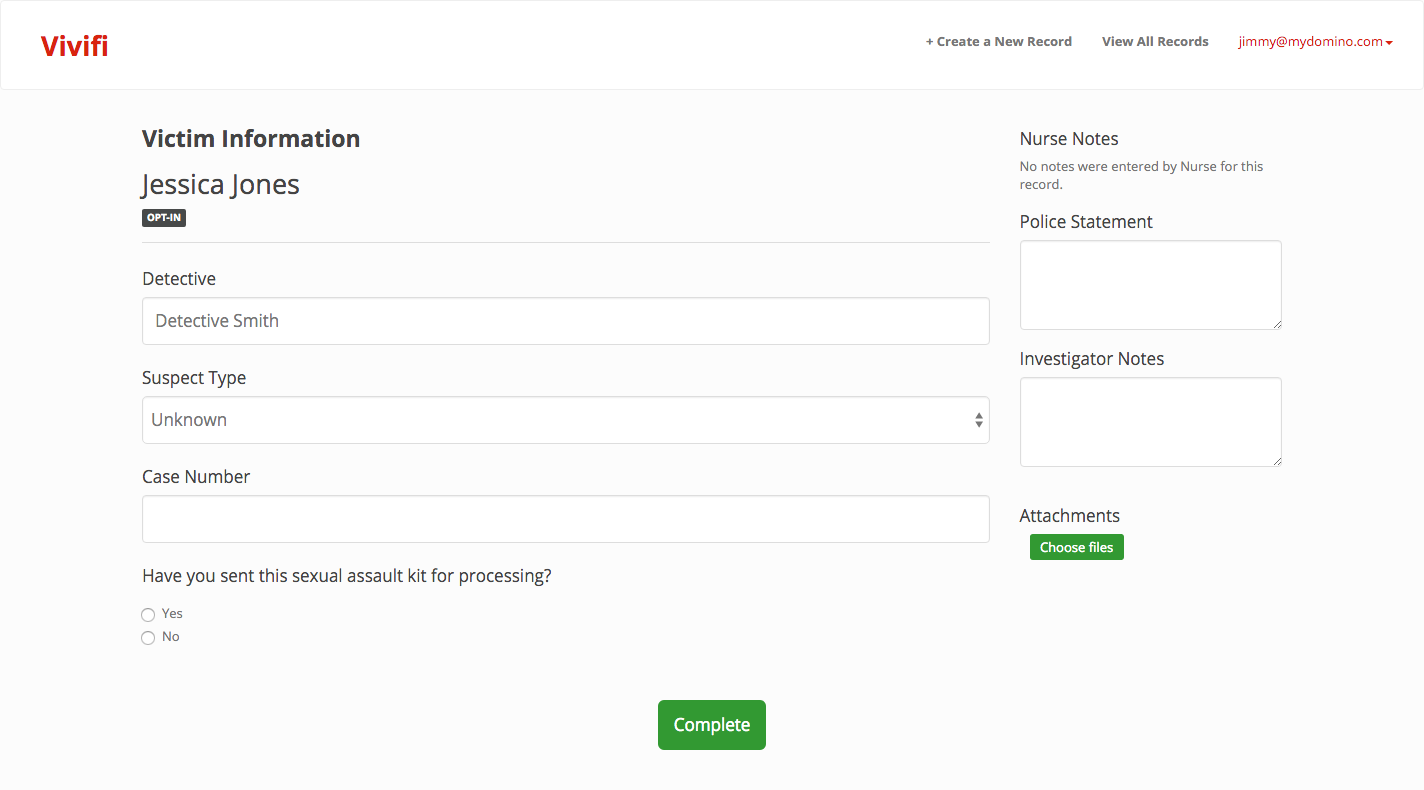 Vivifi
+ Create a New Record
View All Records
jimmy@mydomino.com
Victim Information
Jessica Jones
OPT-IN
Detective
Detective Smith
Suspect Type
Unknown
Case Number
Have you sent this sexual assault kit for processing?
Yes
No
Nurse Notes
No notes were entered by Nurse for this
record.
Police Statement
Investigator Notes
Attachments
Choose files
Complete